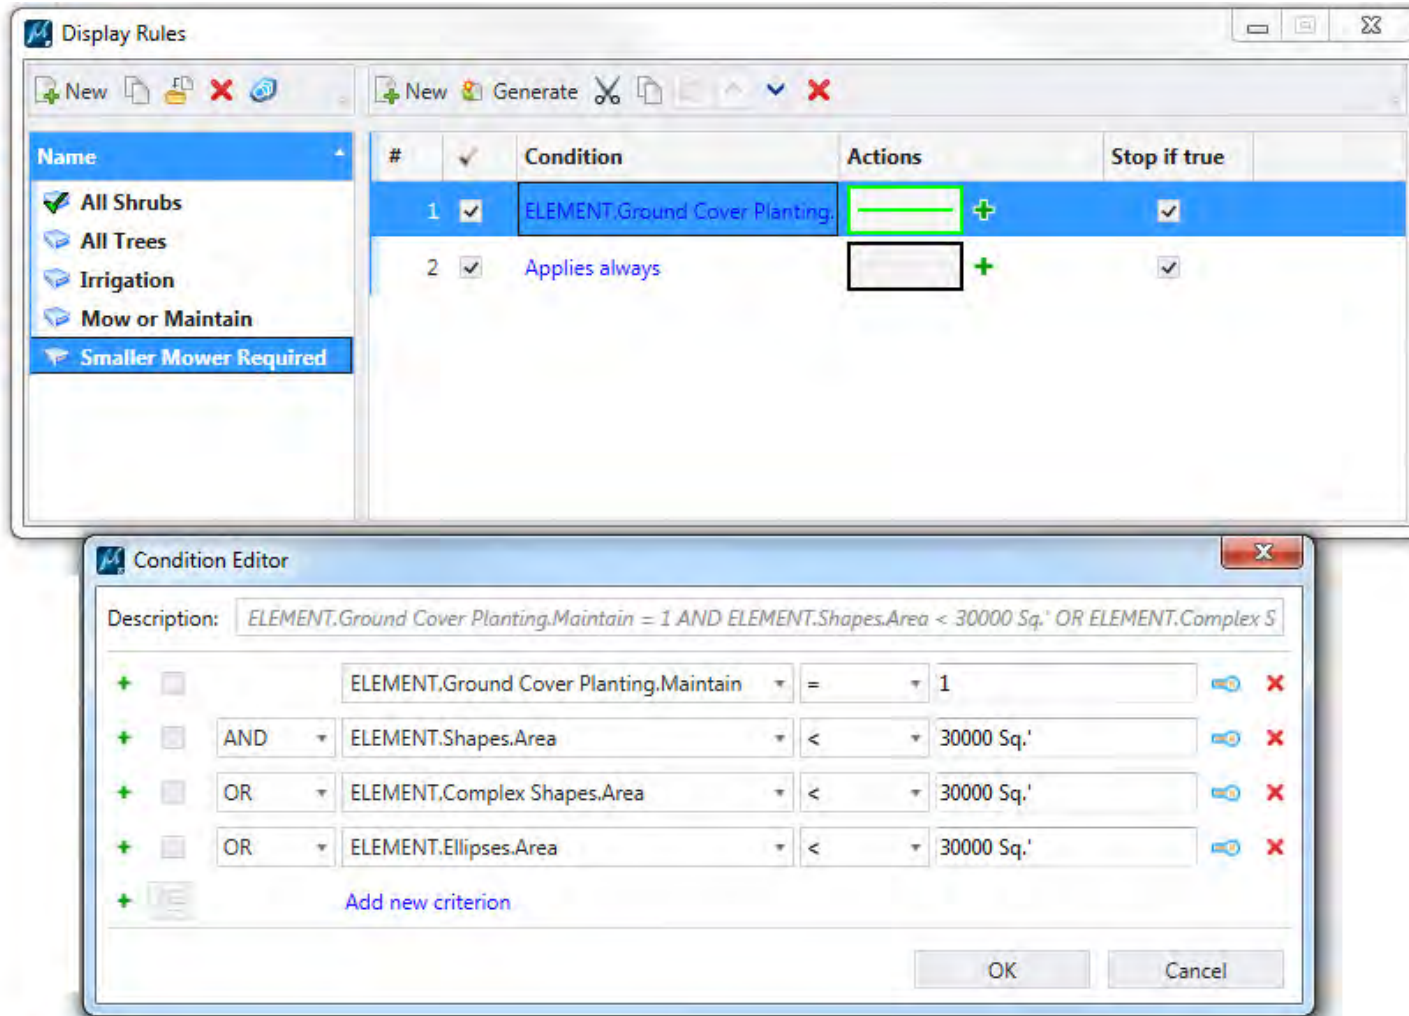 Display Rules
New
New Generate
Name
# Condition Actions Stop if true
All Shrubs
All Trees
Irrigation
Mow or Maintain
Smaller Mower Required
1 ELEMENT.Ground Cover Planting.
2 Applies always
Condition Editor
Description: ELEMENT.Ground Cover Planting.Maintain = 1 AND ELEMENT.Shapes.Area < 30000 Sq.' OR ELEMENT.Complex S
ELEMENT.Ground Cover Planting.Maintain = 1
AND ELEMENT.Shapes.Area < 30000 Sq.'
OR ELEMENT.Complex Shapes.Area < 30000 Sq.'
OR ELEMENT.Ellipses.Area < 30000 Sq.'
Add new criterion
OK Cancel